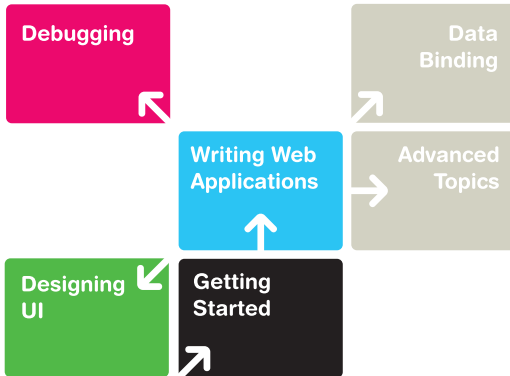 Debugging
Data
Binding
Writing Web
Applications
Advanced
Topics
Designing
UI
Getting
Started